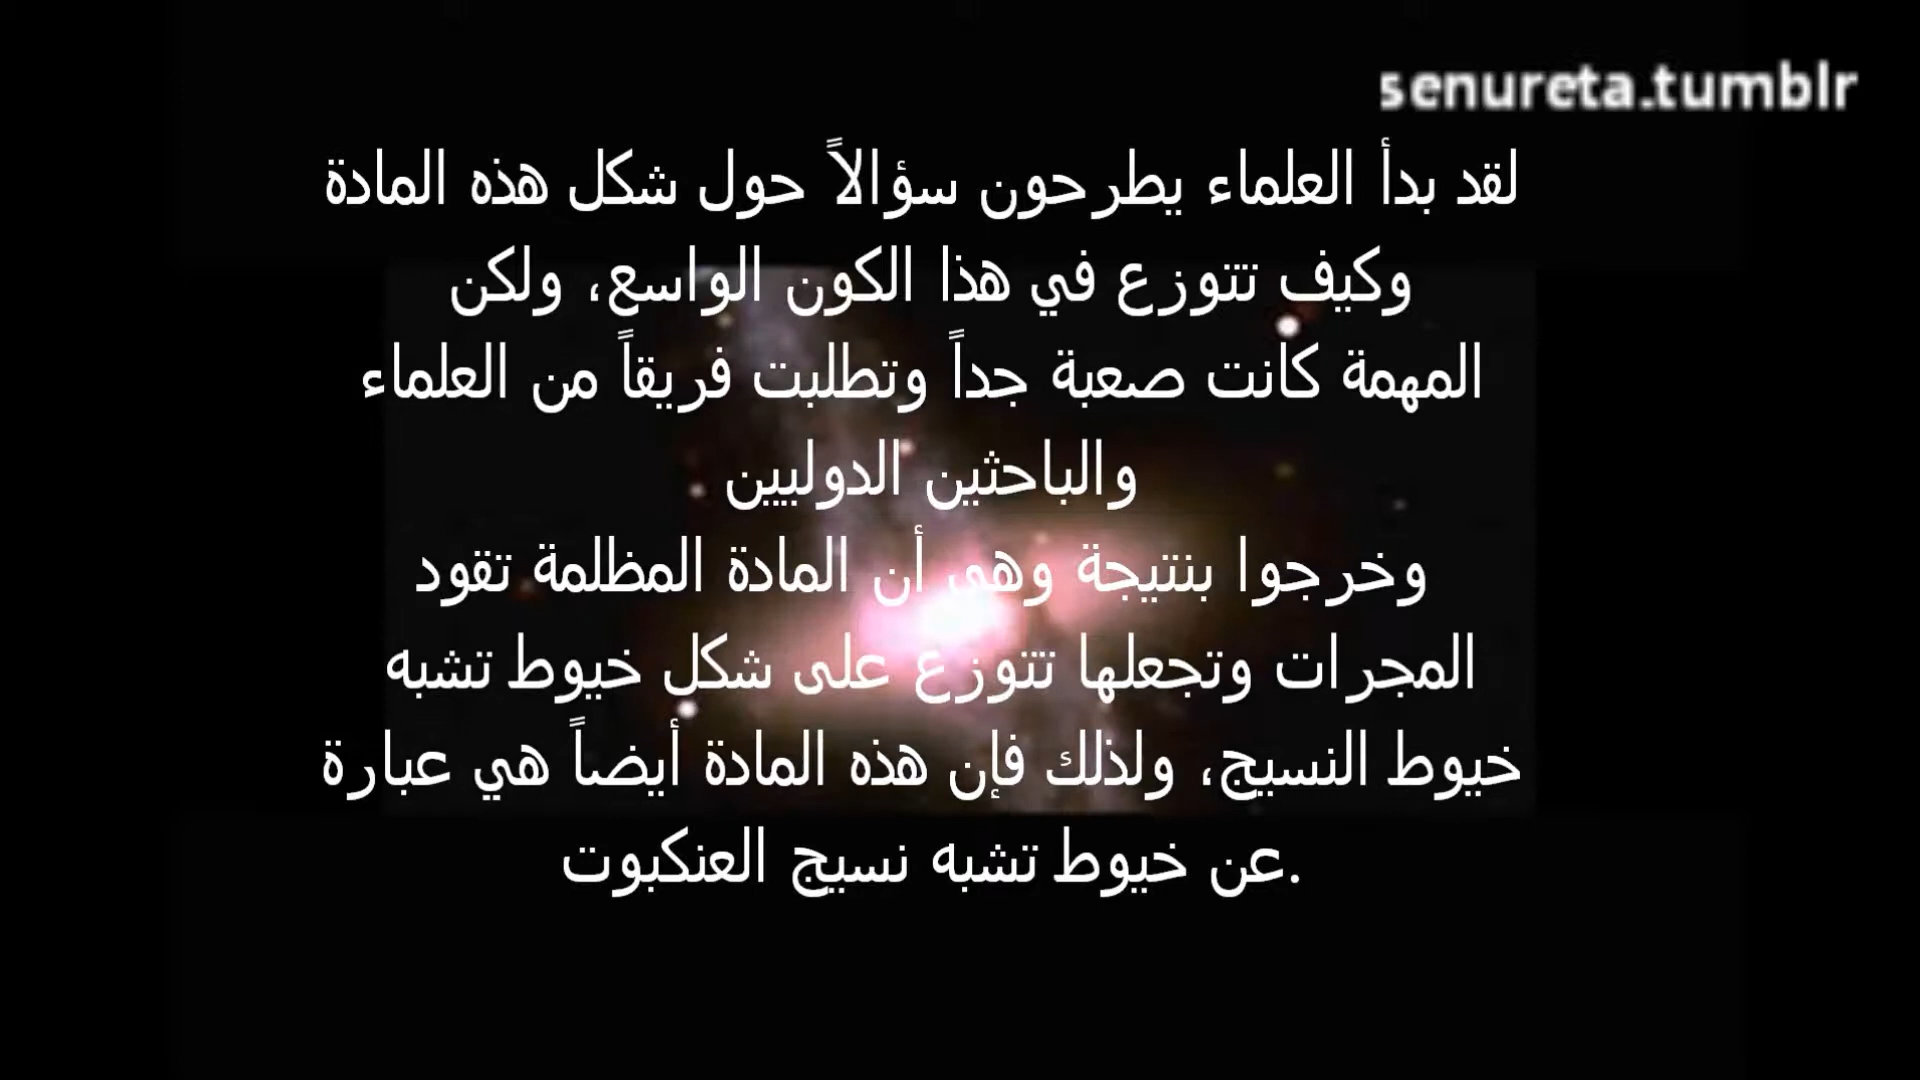 senureta.tumblr
لقد بدأ العلماء يطرحون سؤالاً حول شكل هذه المادة
وكيف تتوزع في هذا الكون الواسع، ولكن
المهمة كانت صعبة جداً وتطلبت فريقاً من العلماء
والباحثين الدوليين
وخرجوا بنتيجة وهي أن المادة المظلمة تقود
المجرات وتجعلها تتوزع على شكل خيوط تشبه
خيوط النسيج، ولذلك فإن هذه المادة أيضاً هي عبارة
.عن خيوط تشبه نسيج العنكبوت